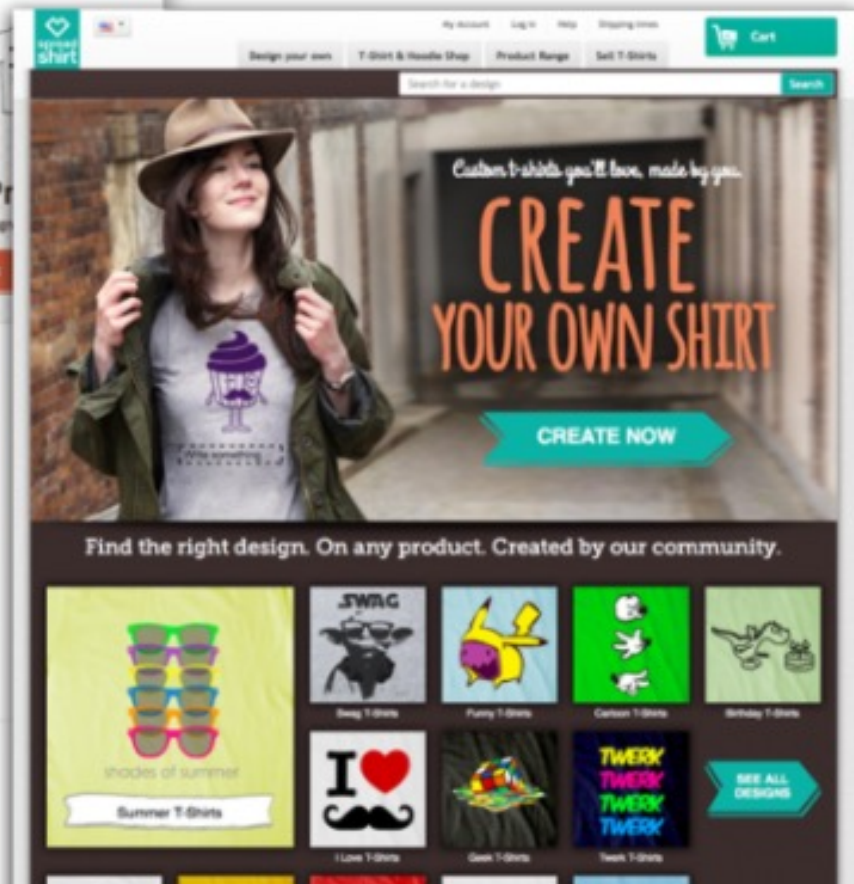 spread
shirt
My Account Log in Help Shipping times
Cart
Design your own T-Shirt & Hoodie Shop Product Range Sell T-Shirts
Search for a design
Search
Custom t-shirts you'll love, made by you.
CREATE
YOUR OWN SHIRT
CREATE NOW
Write something
Find the right design. On any product. Created by our community.
shades of summer
Summer T-Shirts
SWAG
Swag T-Shirts
Funny T-Shirts
Cartoon T-Shirts
Birthday T-Shirts
I
TWERK
TWERK
TWERK
TWERK
SEE ALL
DESIGNS
I Love T-Shirts
Geek T-Shirts
Twerk T-Shirts